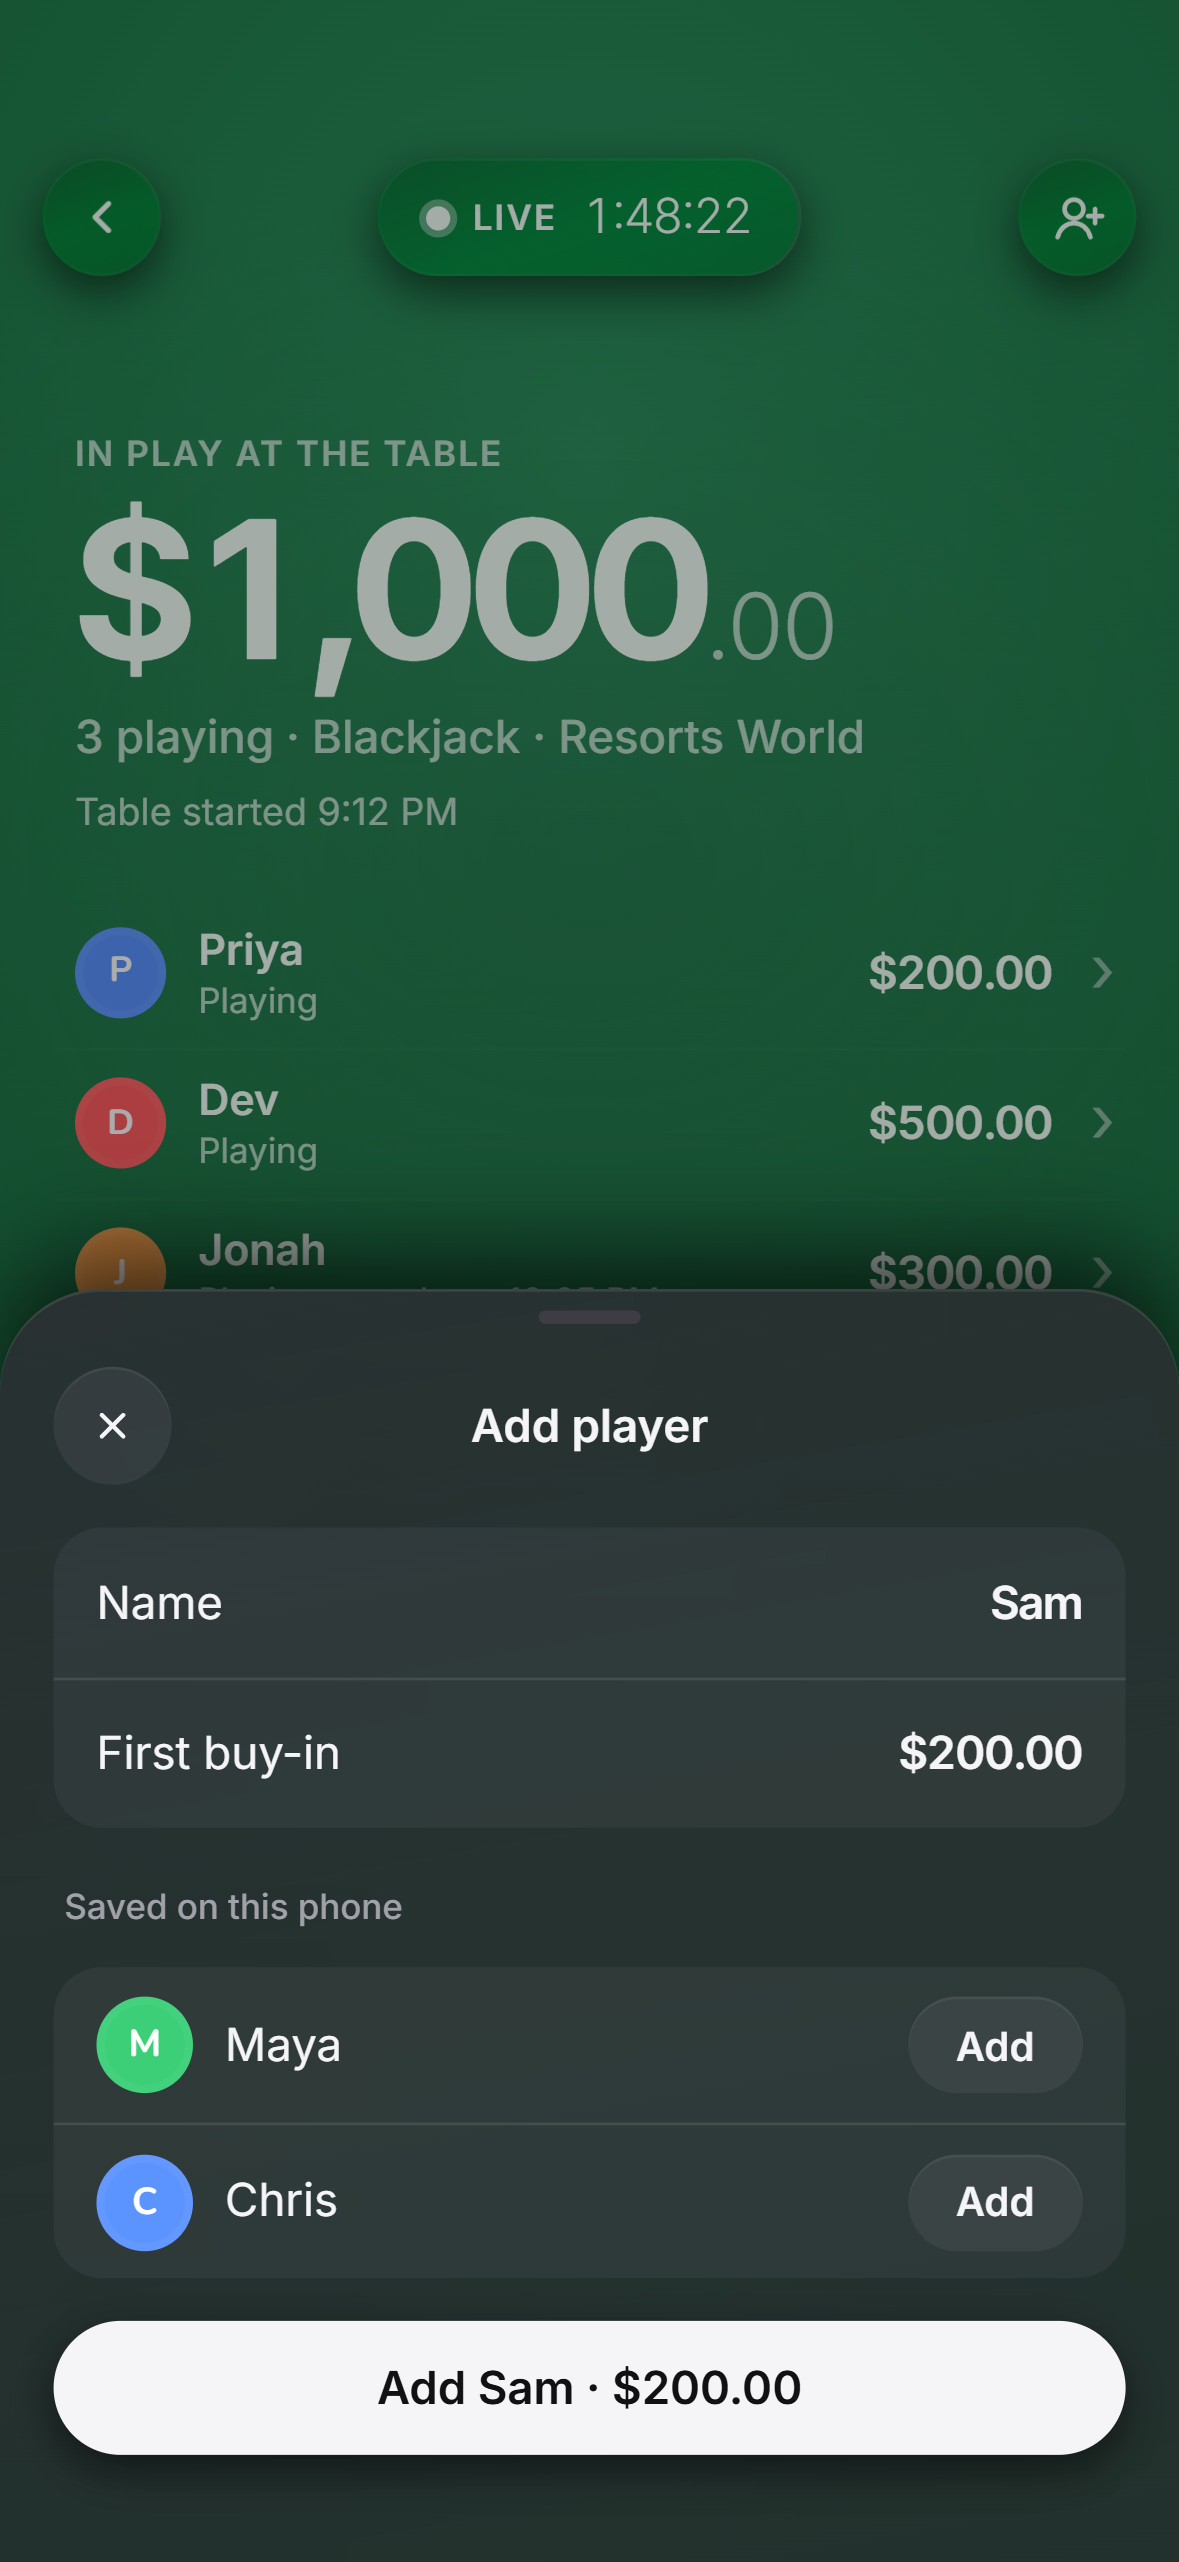 LIVE 1:48:22
IN PLAY AT THE TABLE
$1,000.00
3 playing · Blackjack · Resorts World
Table started 9:12 PM
P
Priya
Playing
$200.00
D
Dev
Playing
$500.00
J
Jonah
$300.00
Add player
Name
Sam
First buy-in
$200.00
Saved on this phone
M
Maya
Add
C
Chris
Add
Add Sam · $200.00